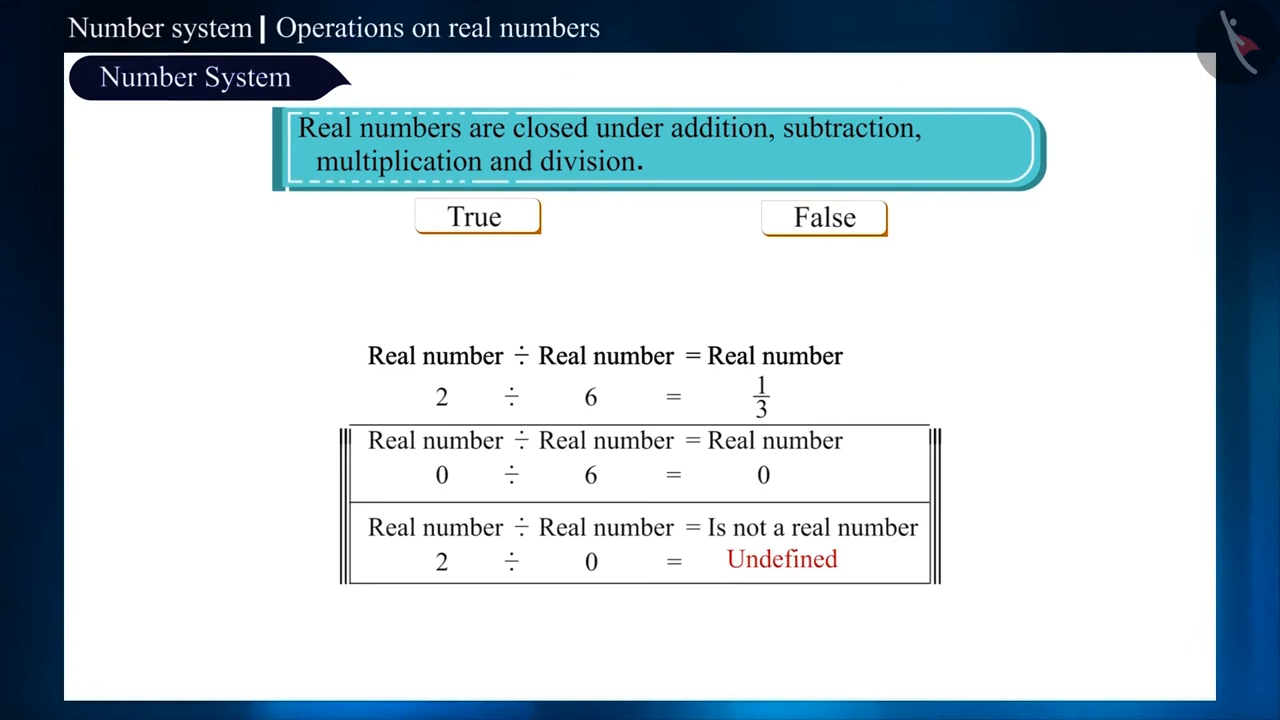 Number system | Operations on real numbers
Number System
Real numbers are closed under addition, subtraction,
multiplication and division.
True False
Real number ÷ Real number = Real number
2 ÷ 6 = 1/3
Real number ÷ Real number = Real number
0 ÷ 6 = 0
Real number ÷ Real number = Is not a real number
2 ÷ 0 = Undefined